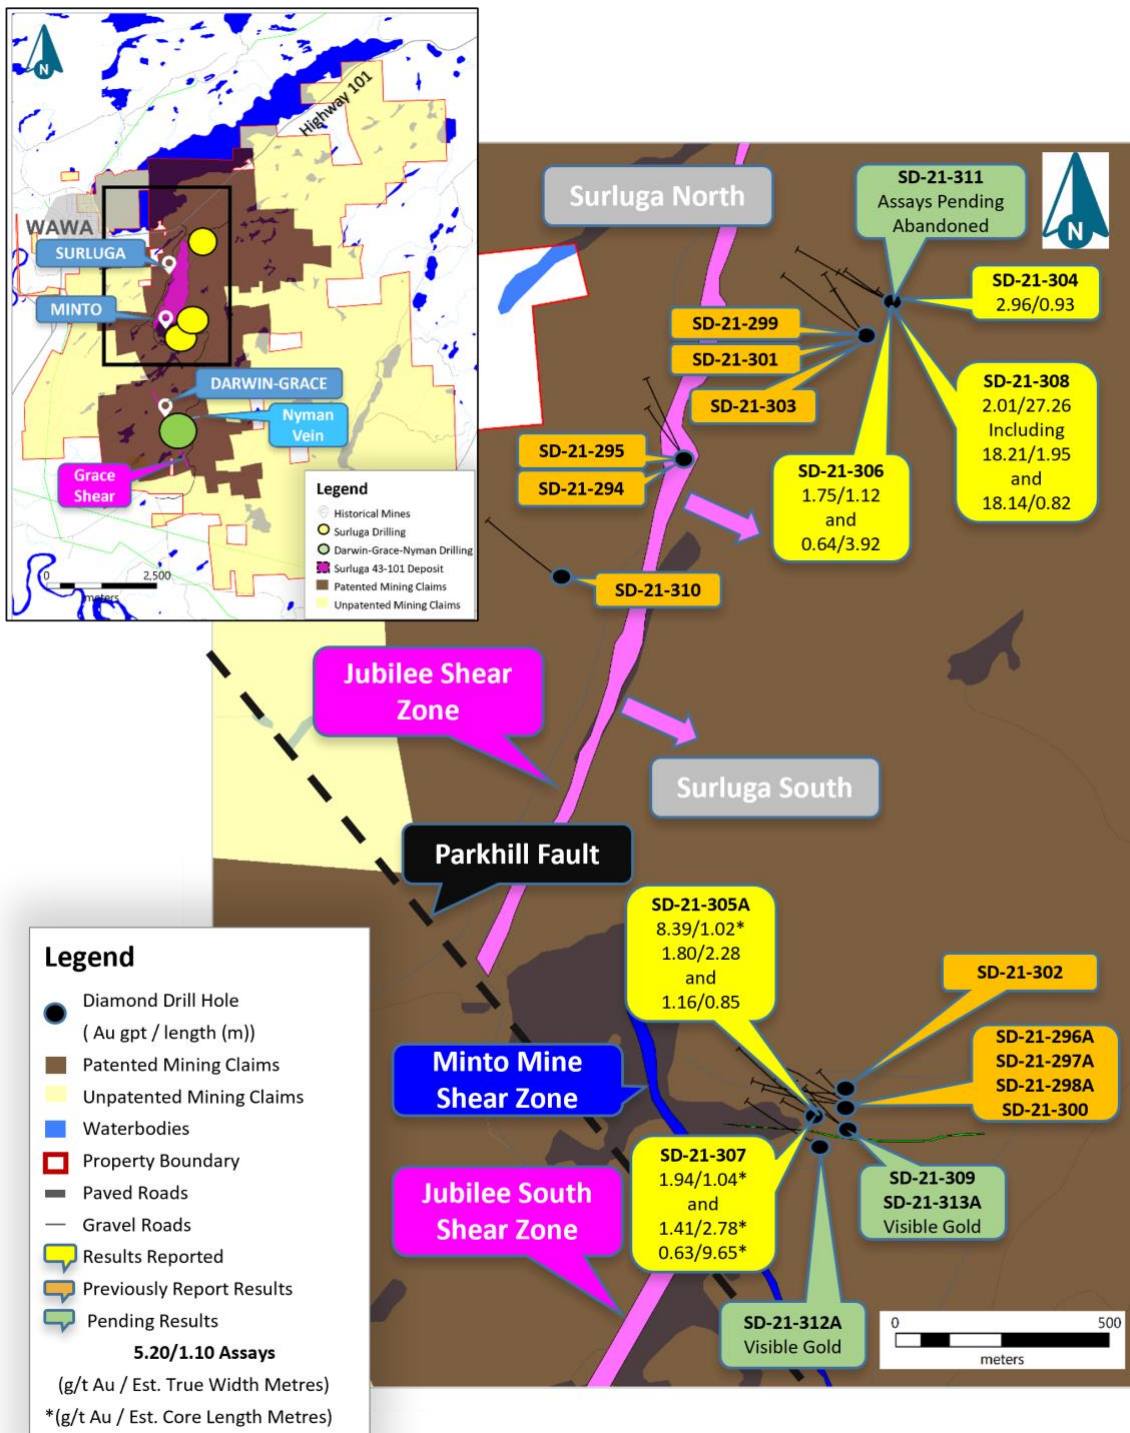 N
Highway 101
WAWA
SURLUGA
MINTO
DARWIN-GRACE
Nyman
Vein
Grace
Shear
Legend
Historical Mines
Surluga Drilling
Darwin-Grace-Nyman Drilling
Surluga 43-101 Deposit
Patented Mining Claims
Unpatented Mining Claims
0 2,500
meters
Surluga North
SD-21-311
Assays Pending
Abandoned
N
SD-21-304
2.96/0.93
SD-21-299
SD-21-301
SD-21-303
SD-21-308
2.01/27.26
Including
18.21/1.95
and
18.14/0.82
SD-21-295
SD-21-294
SD-21-306
1.75/1.12
and
0.64/3.92
SD-21-310
Jubilee Shear
Zone
Surluga South
Parkhill Fault
SD-21-305A
8.39/1.02*
1.80/2.28
and
1.16/0.85
SD-21-302
SD-21-296A
SD-21-297A
SD-21-298A
SD-21-300
Minto Mine
Shear Zone
SD-21-307
1.94/1.04*
and
1.41/2.78*
0.63/9.65*
Jubilee South
Shear Zone
SD-21-309
SD-21-313A
Visible Gold
SD-21-312A
Visible Gold
0 500
meters
Legend
Diamond Drill Hole
( Au gpt / length (m))
Patented Mining Claims
Unpatented Mining Claims
Waterbodies
Property Boundary
Paved Roads
Gravel Roads
Results Reported
Previously Report Results
Pending Results
5.20/1.10 Assays
(g/t Au / Est. True Width Metres)
*(g/t Au / Est. Core Length Metres)